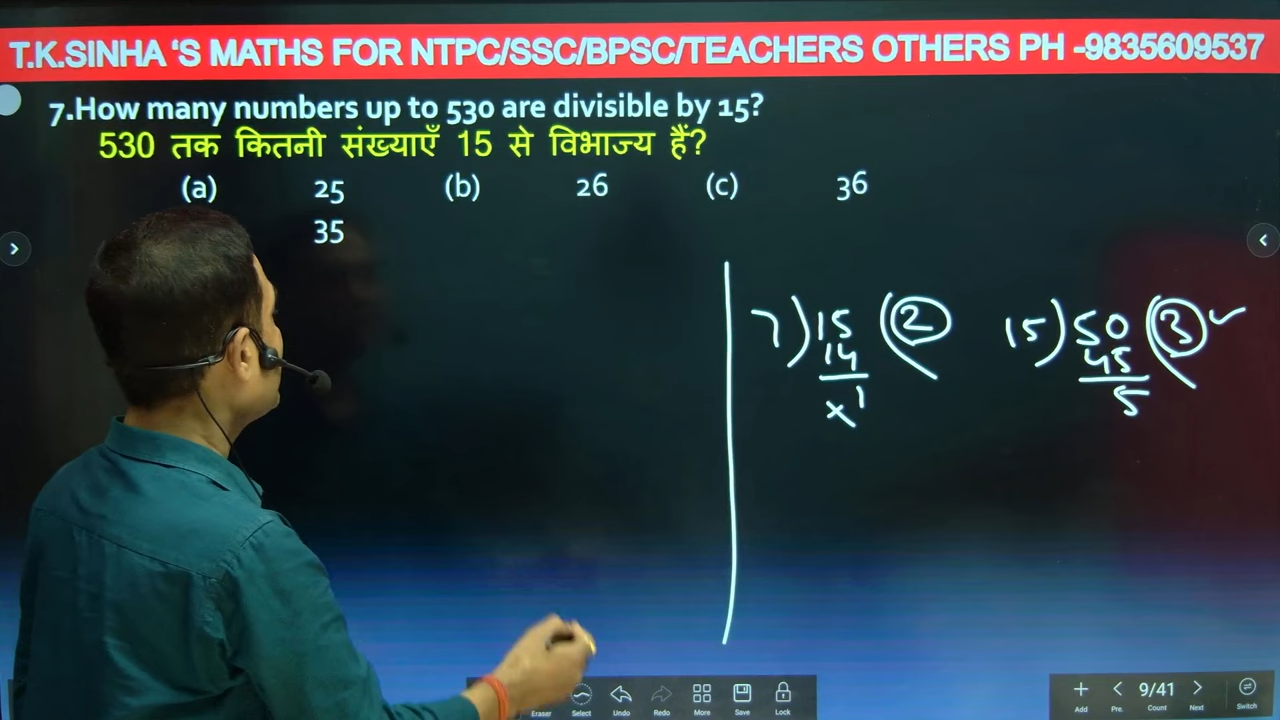 T.K.SINHA ‘S MATHS FOR NTPC/SSC/BPSC/TEACHERS OTHERS PH -9835609537
7.How many numbers up to 530 are divisible by 15?
530 तक कितनी संख्याएँ 15 से विभाज्य हैं?
(a) 25 (b) 26 (c) 36
35
7)15(2
14
x1
15)50(3
45
5
Eraser Select Undo Redo More Save Lock
9/41
Add Pre. Count Next Switch